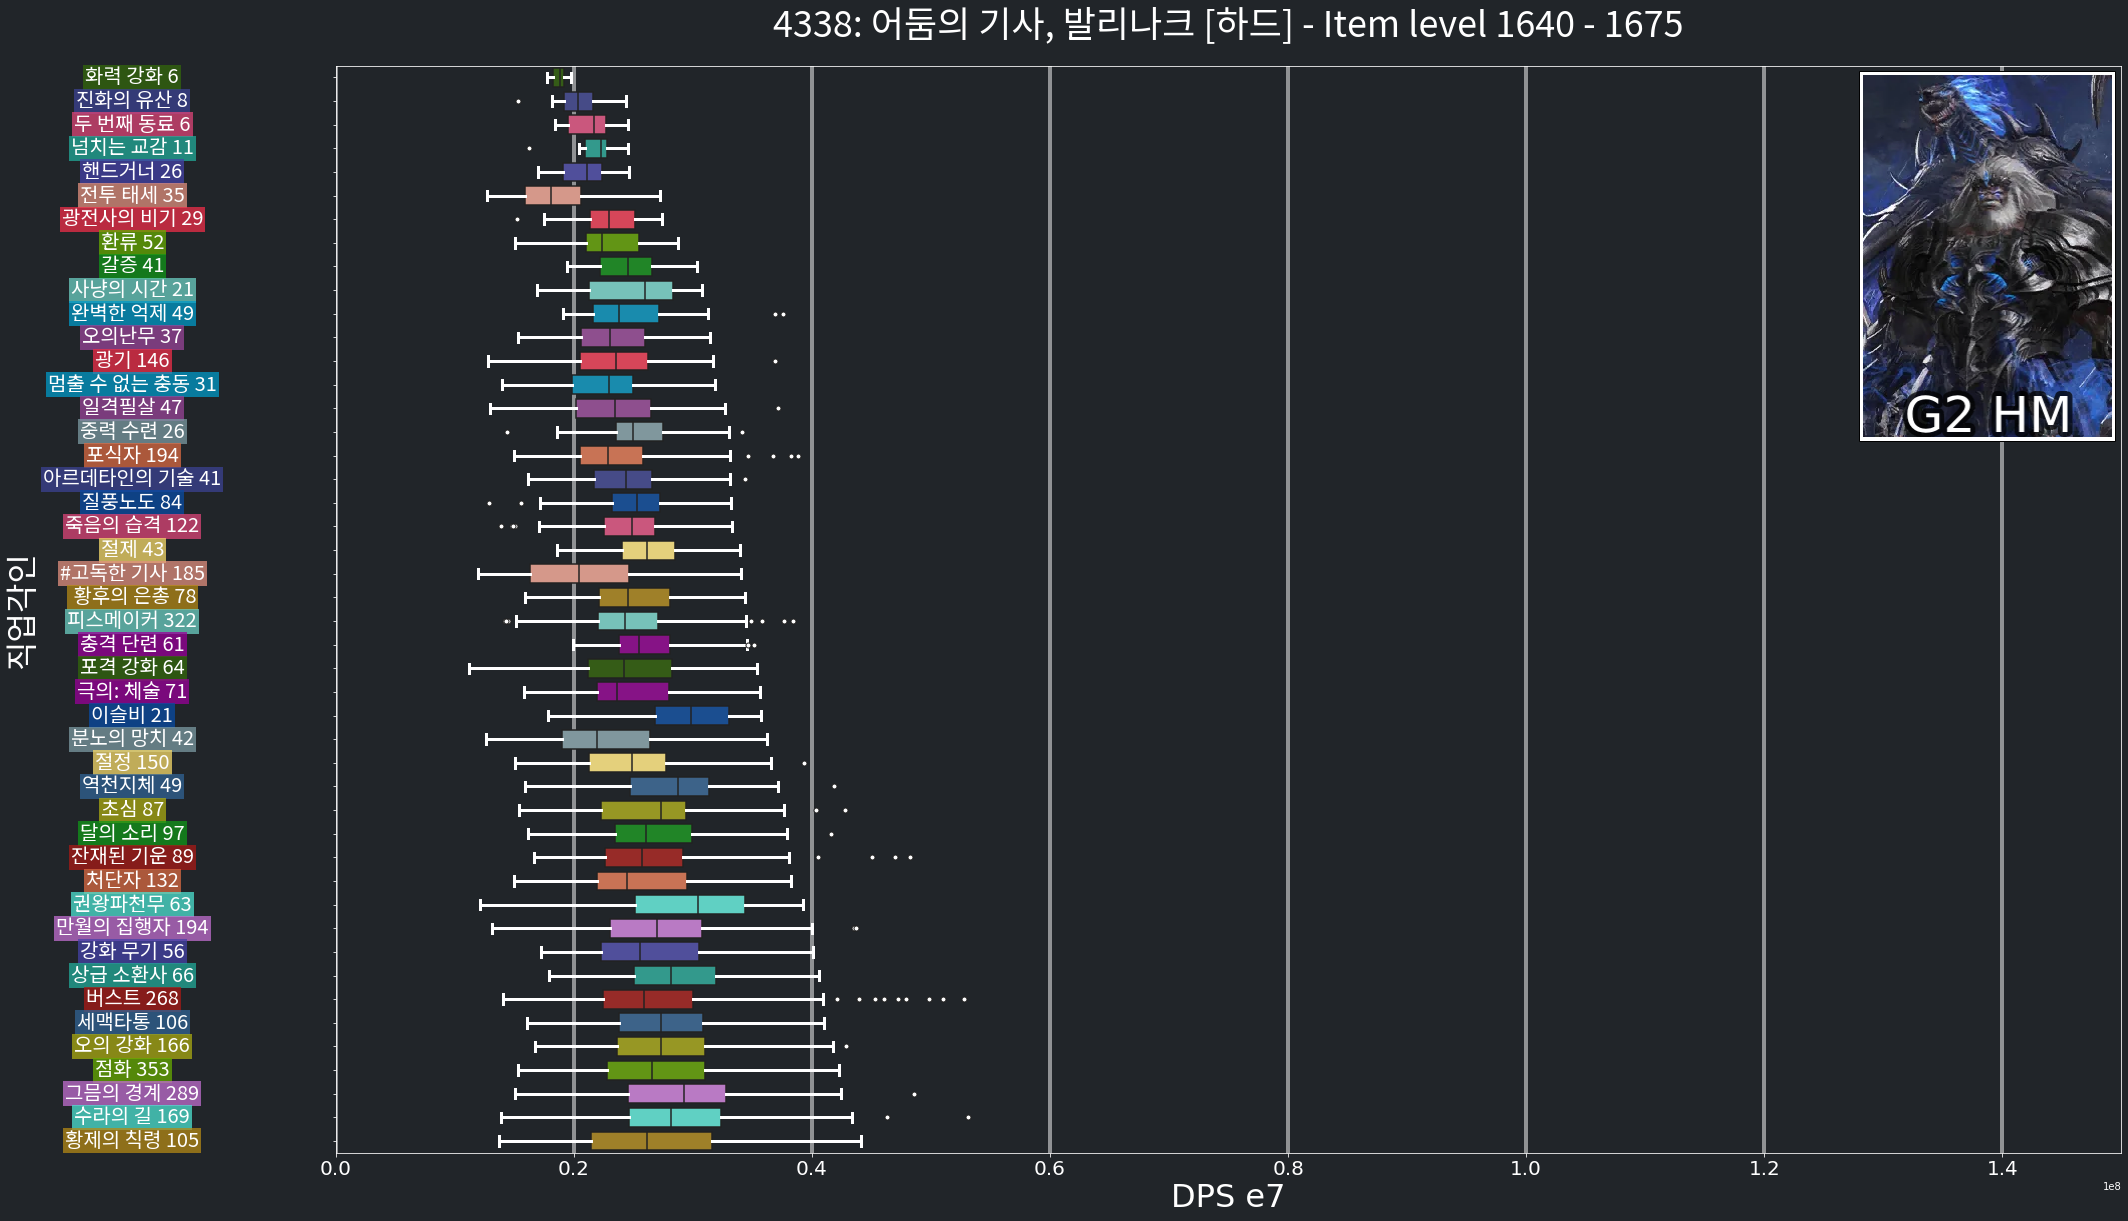 4338: 어둠의 기사, 발리나크 [하드] - Item level 1640 - 1675
화력 강화 6
진화의 유산 8
두 번째 동료 6
넘치는 교감 11
핸드거너 26
전투 태세 35
광전사의 비기 29
환류 52
갈증 41
사냥의 시간 21
완벽한 억제 49
오의난무 37
광기 146
멈출 수 없는 충동 31
일격필살 47
중력 수련 26
포식자 194
아르데타인의 기술 41
질풍노도 84
죽음의 습격 122
절제 43
#고독한 기사 185
황후의 은총 78
피스메이커 322
충격 단련 61
포격 강화 64
극의: 체술 71
이슬비 21
분노의 망치 42
절정 150
역천지체 49
초심 87
달의 소리 97
잔재된 기운 89
처단자 132
권왕파천무 63
만월의 집행자 194
강화 무기 56
상급 소환사 66
버스트 268
세맥타통 106
오의 강화 166
점화 353
그믐의 경계 289
수라의 길 169
황제의 칙령 105
직업각인
G2 HM
0.0 0.2 0.4 0.6 0.8 1.0 1.2 1.4
1e8
DPS e7